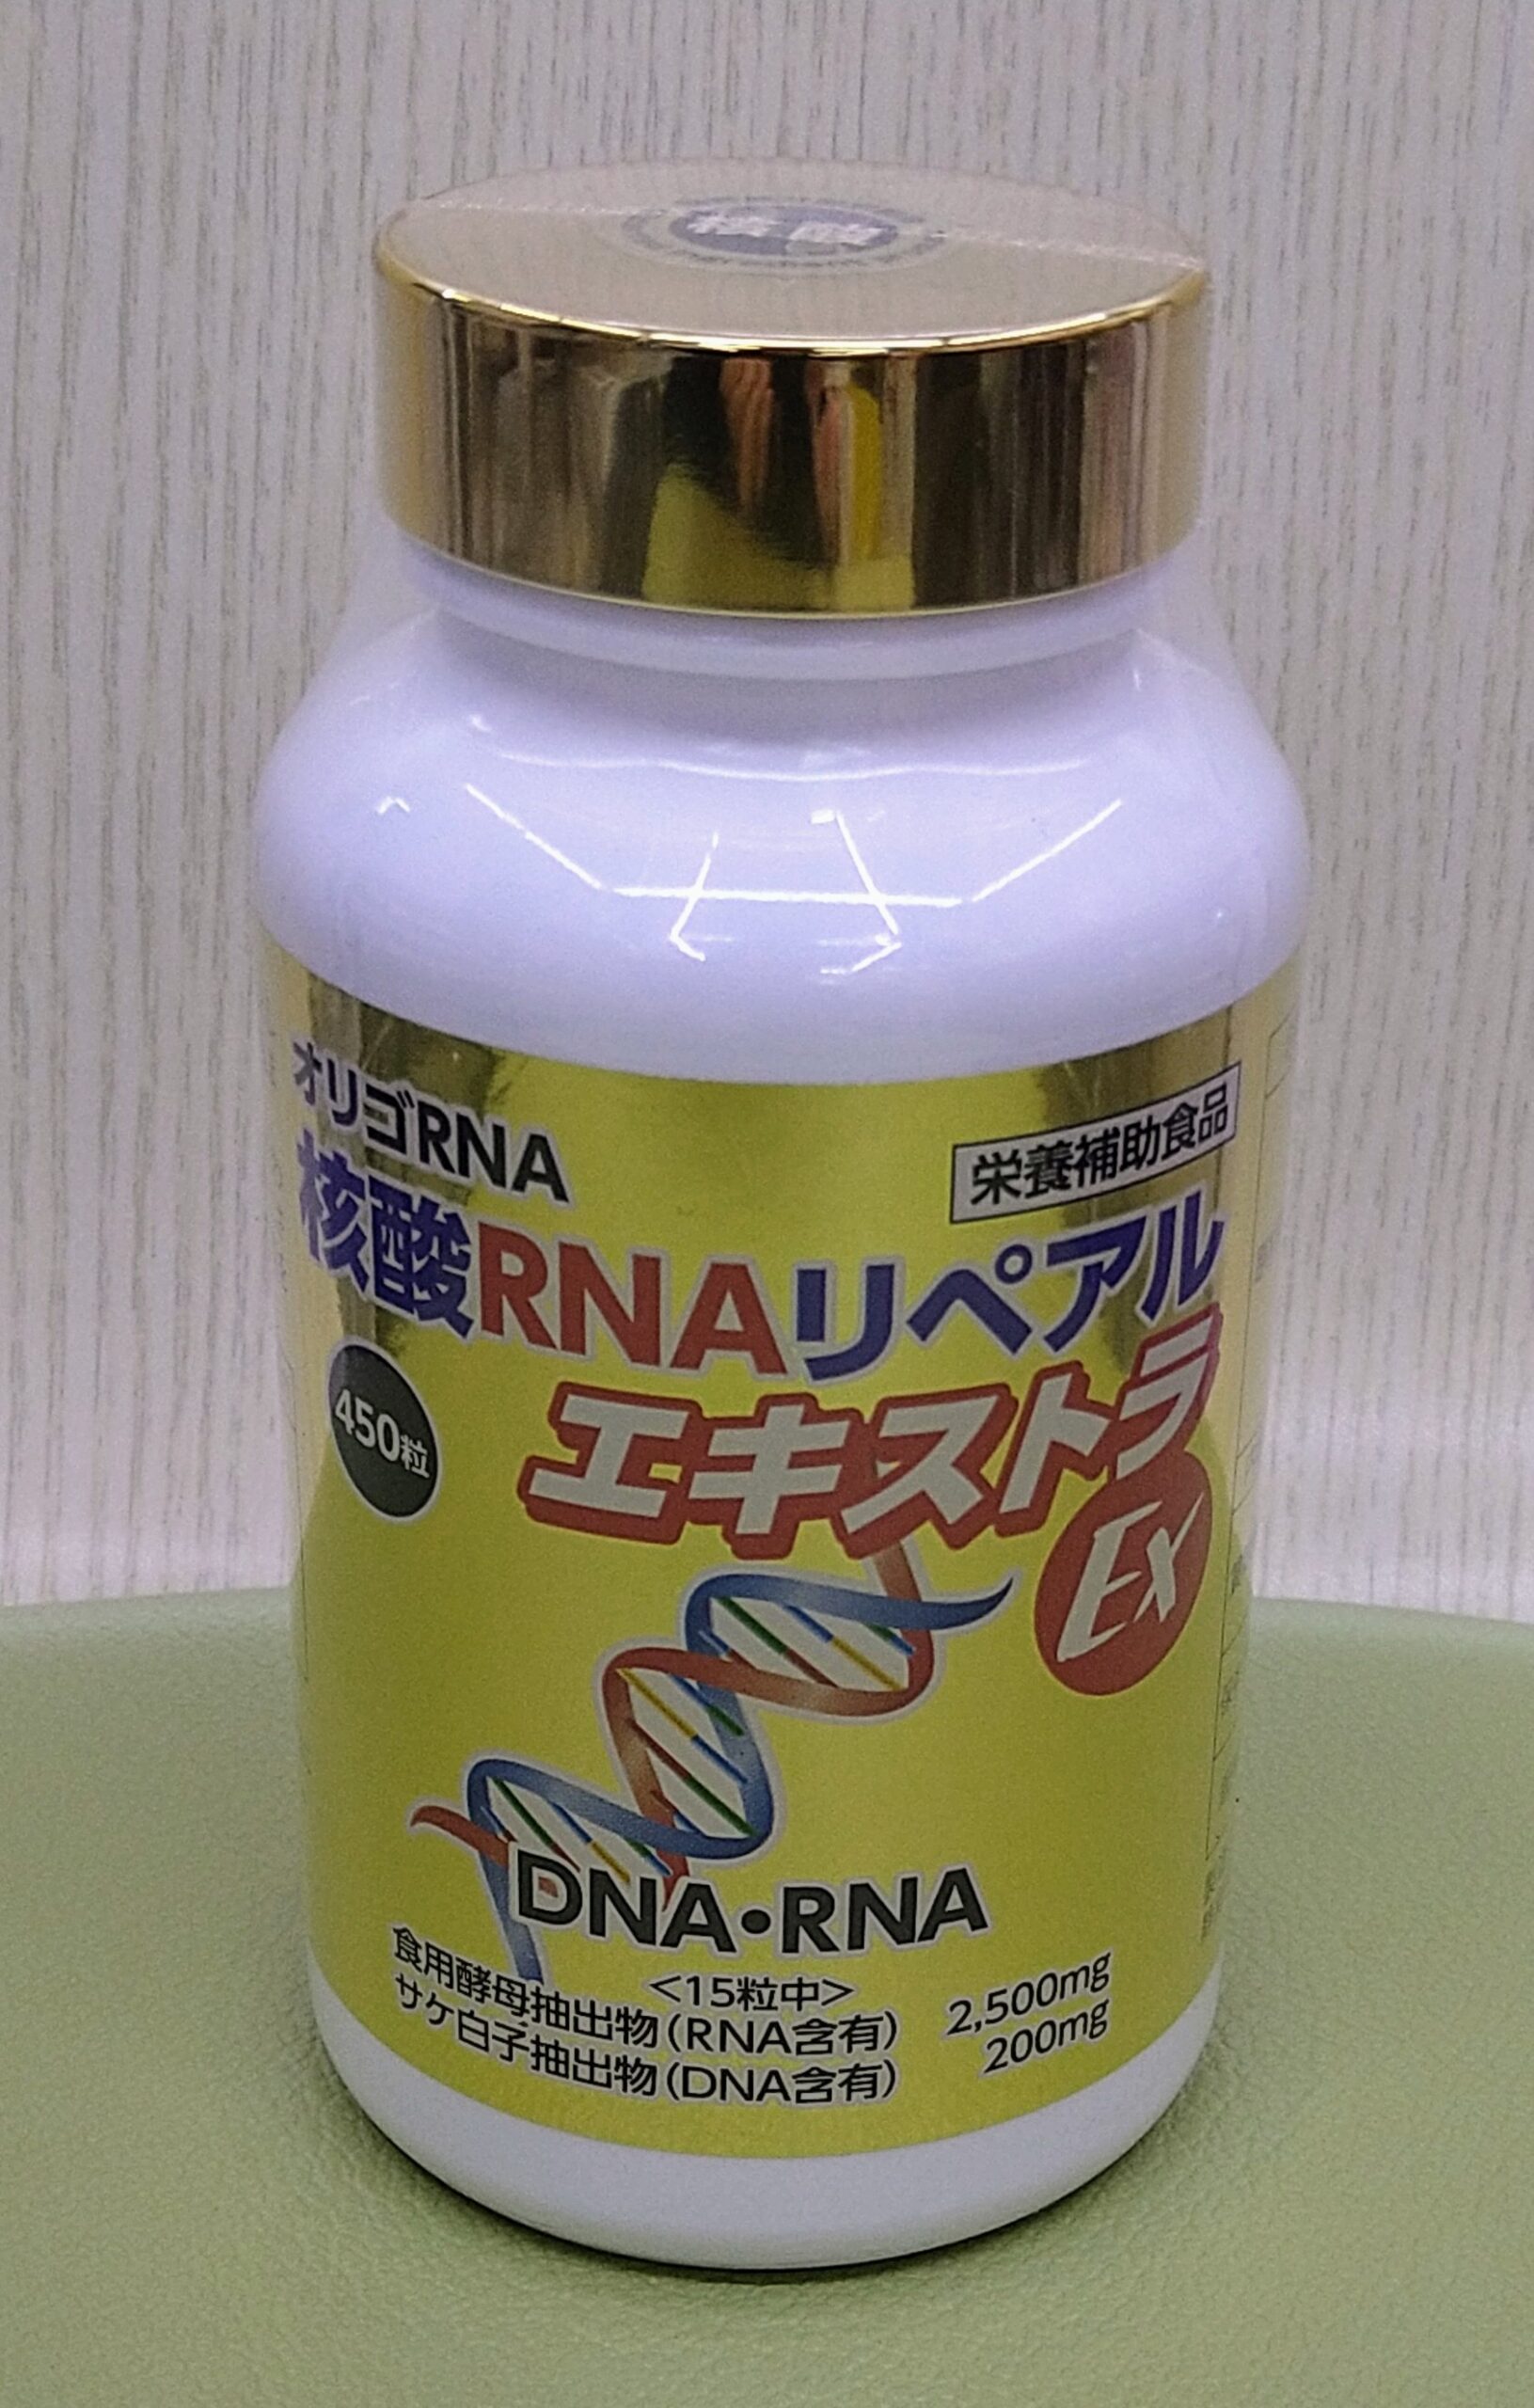 核酸
オリゴRNA
栄養補助食品
核酸RNAリペアル
エキストラ
EX
450粒
DNA・RNA
<15粒中>
食用酵母抽出物(RNA含有) 2,500mg
サケ白子抽出物(DNA含有) 200mg